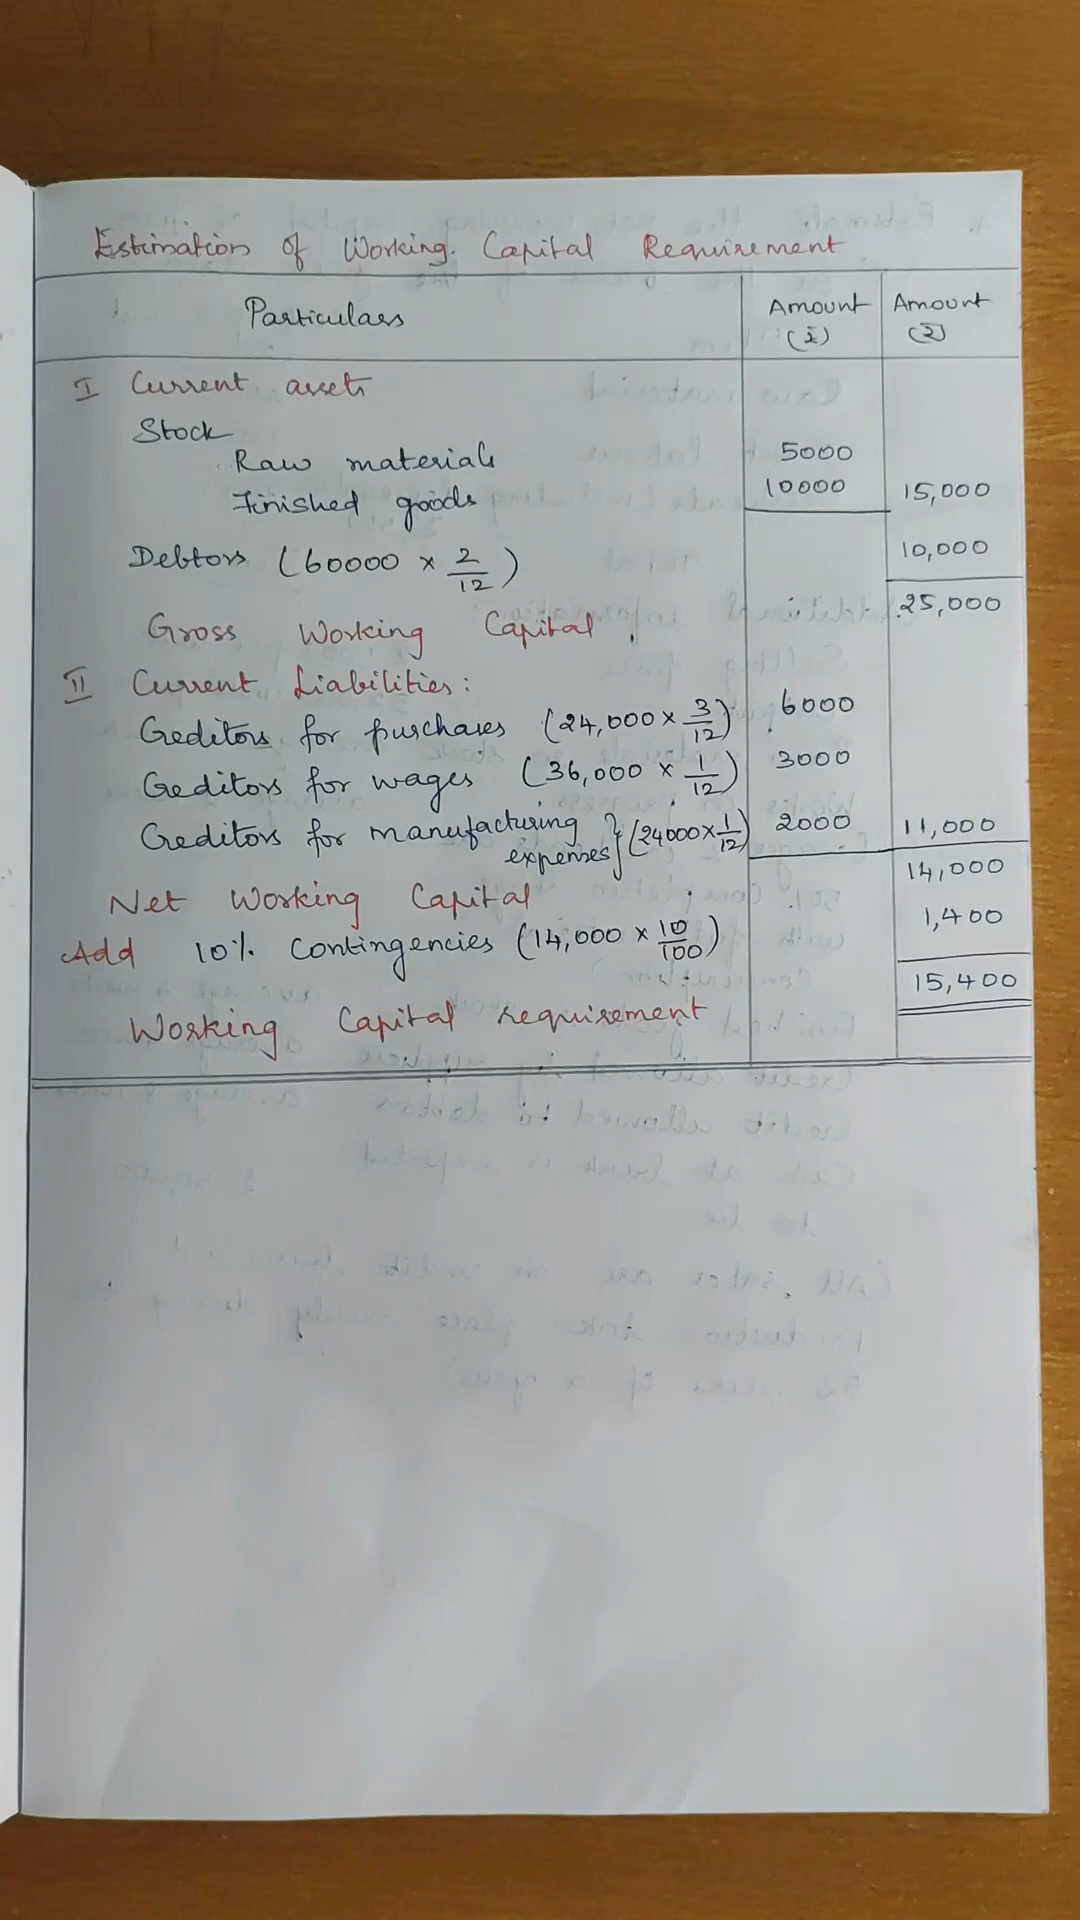 Estimation of Working Capital Requirement
Particulars Amount (₹) Amount (₹)
I Current assets
Stock
Raw materials 5000
Finished goods 10000 15,000
Debtors (60000 × 2/12) 10,000
Gross Working Capital 25,000
II Current Liabilities:
Creditors for purchases (24,000 × 3/12) 6000
Creditors for wages (36,000 × 1/12) 3000
Creditors for manufacturing expenses} (24000 × 1/12) 2000 11,000
Net Working Capital 14,000
Add 10% Contingencies (14,000 × 10/100) 1,400
Working Capital requirement 15,400